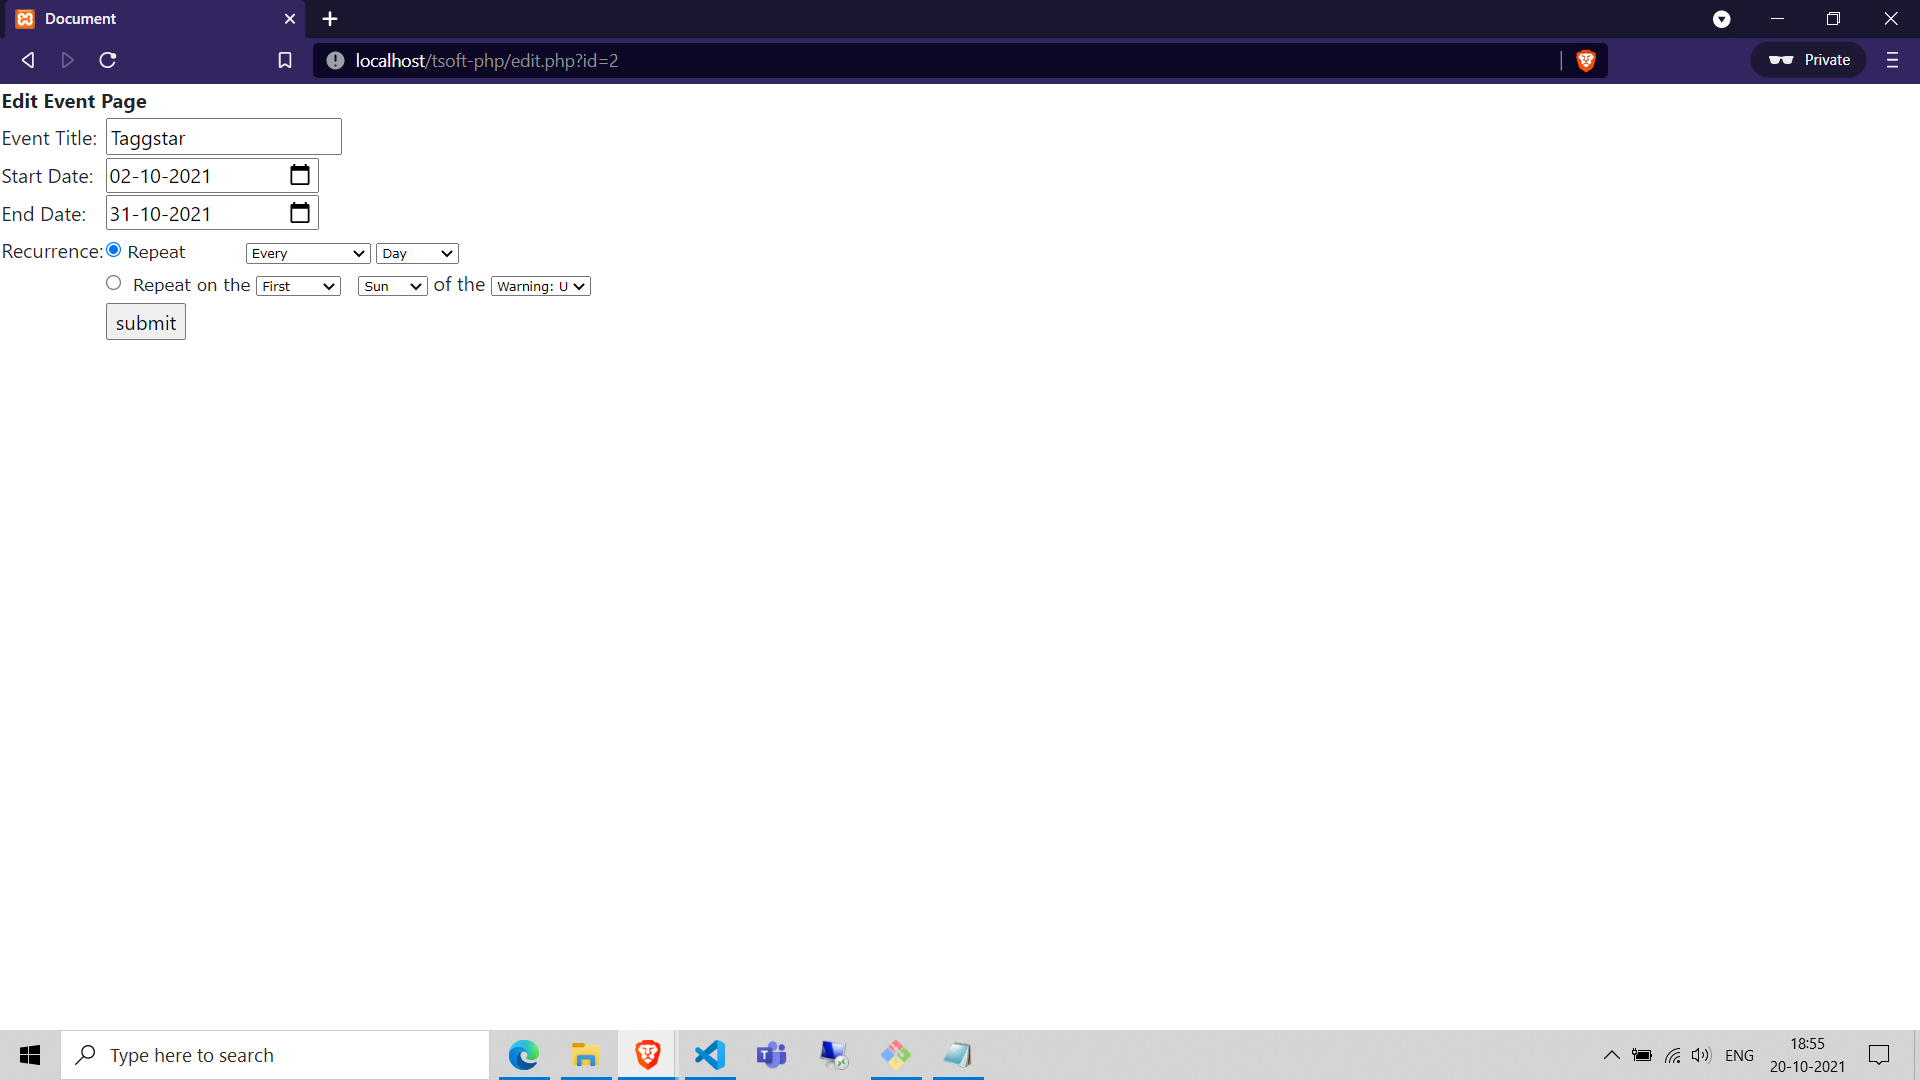 Document
localhost/tsoft-php/edit.php?id=2
Private
Edit Event Page
Event Title: Taggstar
Start Date: 02-10-2021
End Date: 31-10-2021
Recurrence: Repeat Every Day
Repeat on the First Sun of the Warning: U
submit
Type here to search
ENG
18:55
20-10-2021